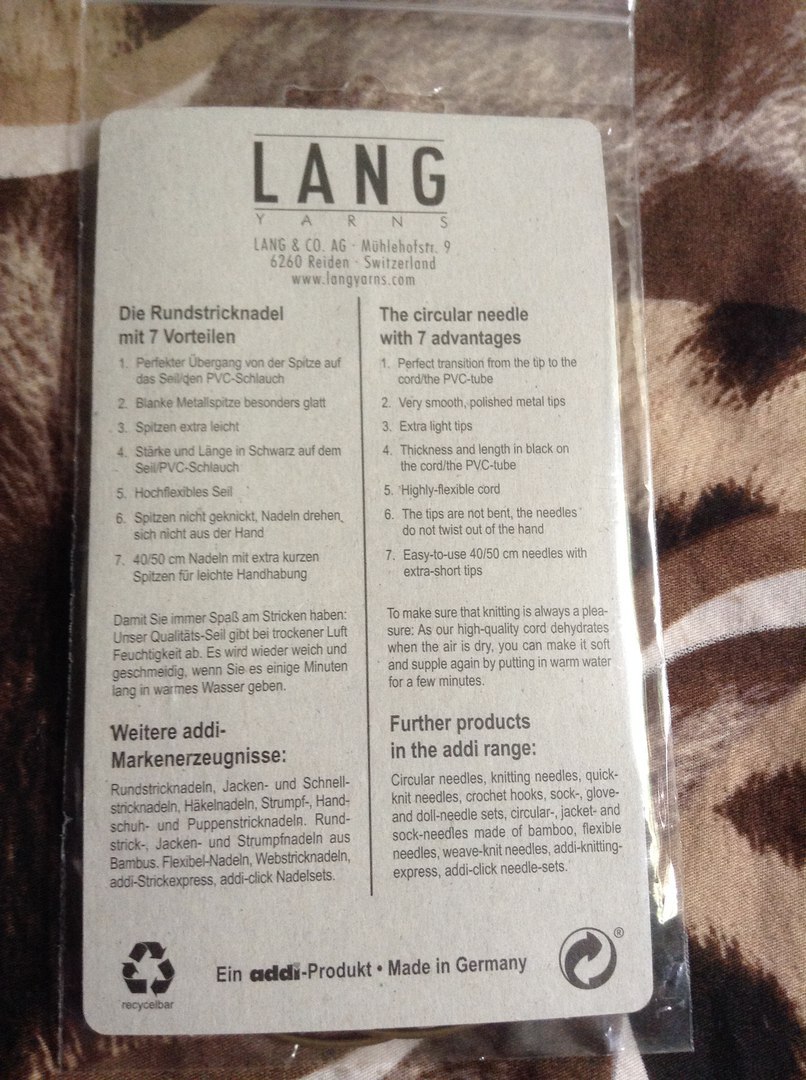 LANG
YARNS
LANG & CO. AG · Mühlehofstr. 9
6260 Reiden · Switzerland
www.langyarns.com
Die Rundstricknadel
mit 7 Vorteilen
1. Perfekter Übergang von der Spitze auf
das Seil/den PVC-Schlauch
2. Blanke Metallspitze besonders glatt
3. Spitzen extra leicht
4. Stärke und Länge in Schwarz auf dem
Seil/PVC-Schlauch
5. Hochflexibles Seil
6. Spitzen nicht geknickt, Nadeln drehen
sich nicht aus der Hand
7. 40/50 cm Nadeln mit extra kurzen
Spitzen für leichte Handhabung
Damit Sie immer Spaß am Stricken haben:
Unser Qualitäts-Seil gibt bei trockener Luft
Feuchtigkeit ab. Es wird wieder weich und
geschmeidig, wenn Sie es einige Minuten
lang in warmes Wasser geben.
Weitere addi-
Markenerzeugnisse:
Rundstricknadeln, Jacken- und Schnell-
stricknadeln, Häkelnadeln, Strumpf-, Hand-
schuh- und Puppenstricknadeln. Rund-
strick-, Jacken- und Strumpfnadeln aus
Bambus. Flexibel-Nadeln, Webstricknadeln,
addi-Strickexpress, addi-click Nadelsets.
The circular needle
with 7 advantages
1. Perfect transition from the tip to the
cord/the PVC-tube
2. Very smooth, polished metal tips
3. Extra light tips
4. Thickness and length in black on
the cord/the PVC-tube
5. Highly-flexible cord
6. The tips are not bent, the needles
do not twist out of the hand
7. Easy-to-use 40/50 cm needles with
extra-short tips
To make sure that knitting is always a plea-
sure: As our high-quality cord dehydrates
when the air is dry, you can make it soft
and supple again by putting in warm water
for a few minutes.
Further products
in the addi range:
Circular needles, knitting needles, quick-
knit needles, crochet hooks, sock-, glove-
and doll-needle sets, circular-, jacket- and
sock-needles made of bamboo, flexible
needles, weave-knit needles, addi-knitting-
express, addi-click needle-sets.
recycelbar
Ein addi-Produkt • Made in Germany
®